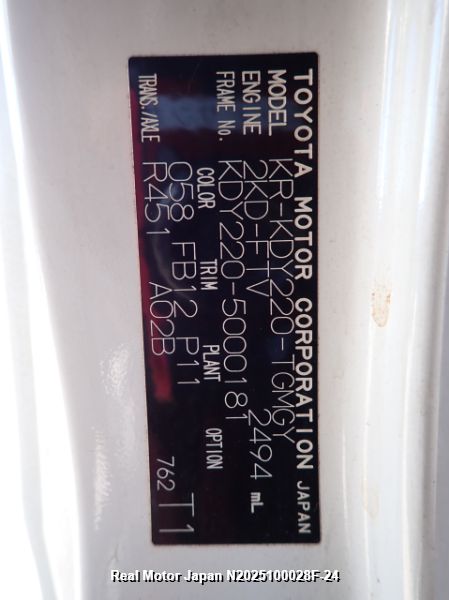 TOYOTA MOTOR CORPORATION JAPAN
MODEL KR-KDY220-TGMGY
ENGINE 2KD-FTV 2494 mL
FRAME No. KDY220-5000181
COLOR TRIM PLANT OPTION
058 FB12 P11
TRANS./AXLE R451 A02B 762 T1
Real Motor Japan N2025100028F-24